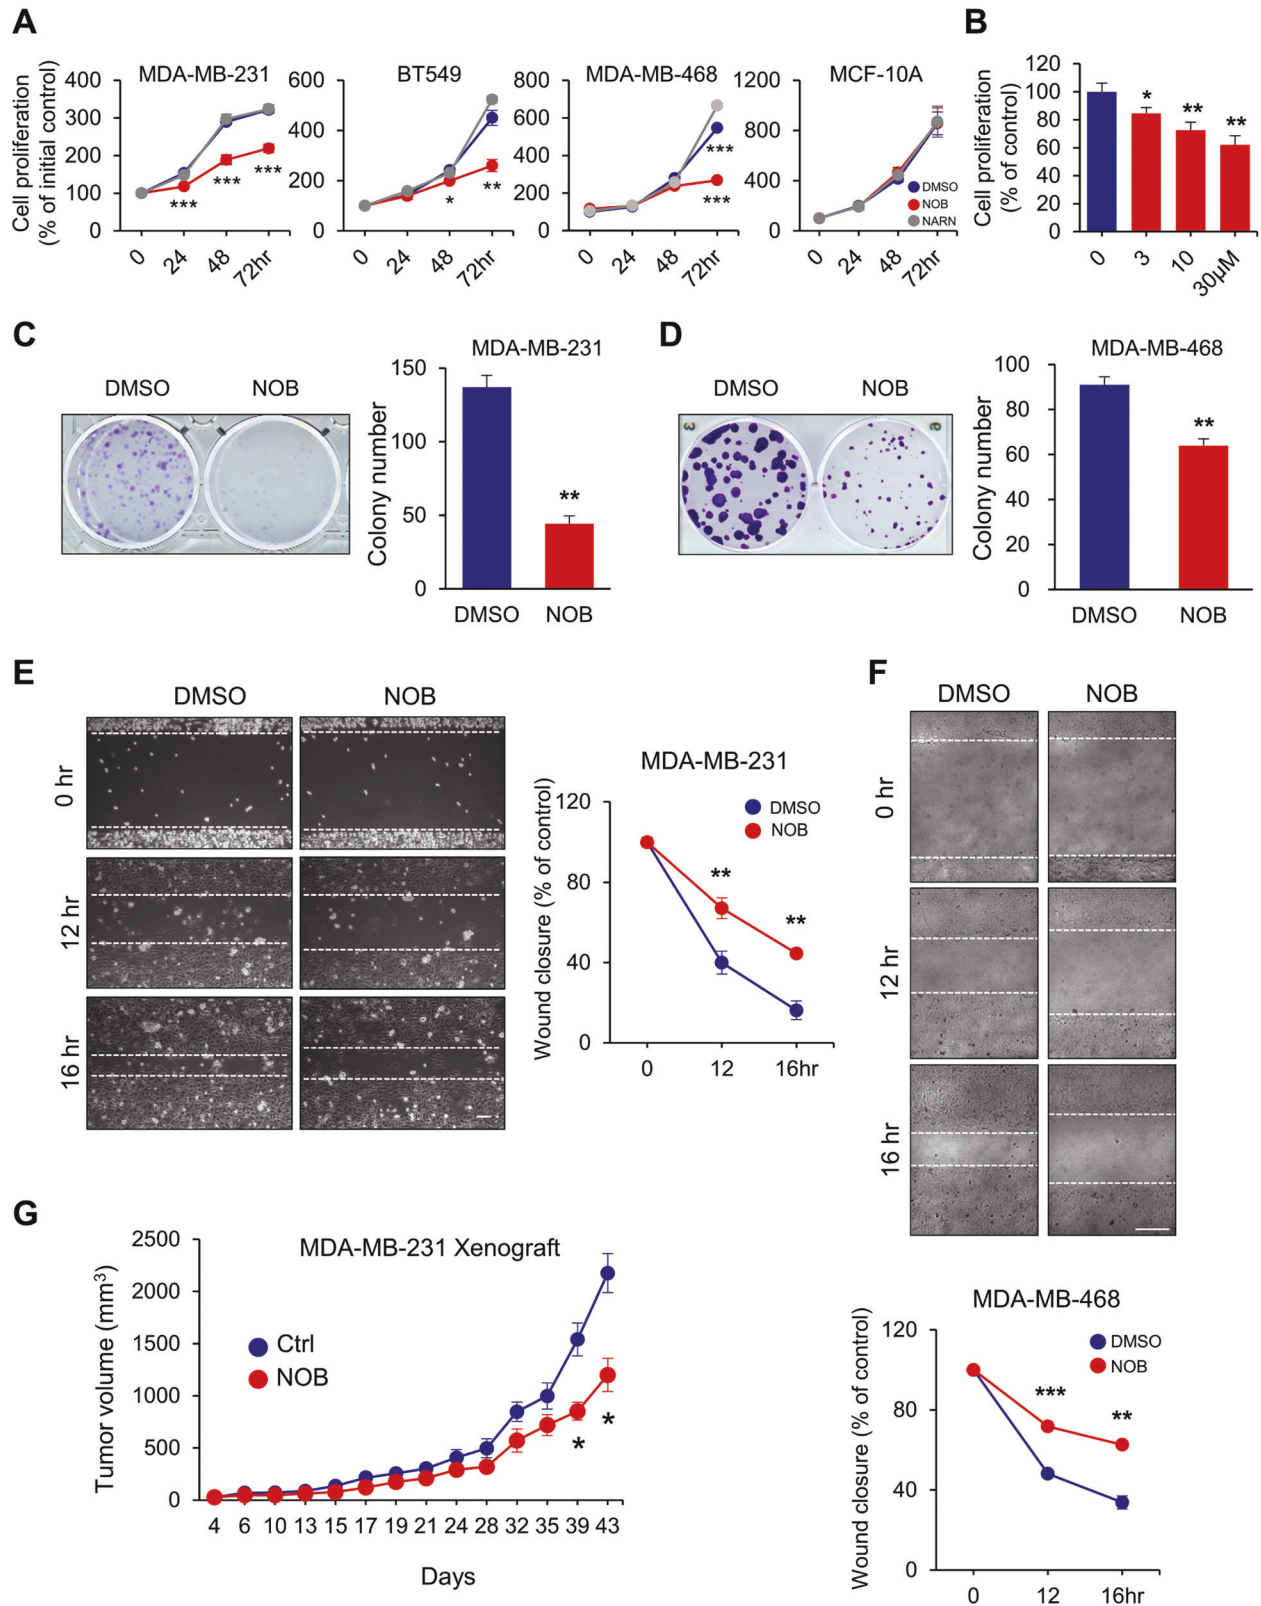 A
Cell proliferation
(% of initial control)
MDA-MB-231
400
300
200
100
0
***
***
***
0
24
48
72hr
BT549
600
400
200
0
*
**
0
24
48
72hr
MDA-MB-468
800
600
400
200
0
***
***
0
24
48
72hr
MCF-10A
1200
800
400
0
DMSO
NOB
NARN
0
24
48
72hr
B
Cell proliferation
(% of control)
120
100
80
60
40
20
0
*
**
**
0
3
10
30µM
C
DMSO
NOB
MDA-MB-231
Colony number
150
100
50
0
**
DMSO
NOB
D
DMSO
NOB
3
MDA-MB-468
Colony number
100
80
60
40
20
0
**
DMSO
NOB
E
DMSO
NOB
0 hr
12 hr
16 hr
MDA-MB-231
Wound closure (% of control)
120
80
40
0
DMSO
NOB
**
**
0
12
16hr
F
DMSO
NOB
0 hr
12 hr
16 hr
MDA-MB-468
Wound closure (% of control)
120
80
40
0
DMSO
NOB
***
**
0
12
16hr
G
MDA-MB-231 Xenograft
Tumor volume (mm³)
2500
2000
1500
1000
500
0
Ctrl
NOB
*
*
4 6 10 13 15 17 19 21 24 28 32 35 39 43
Days